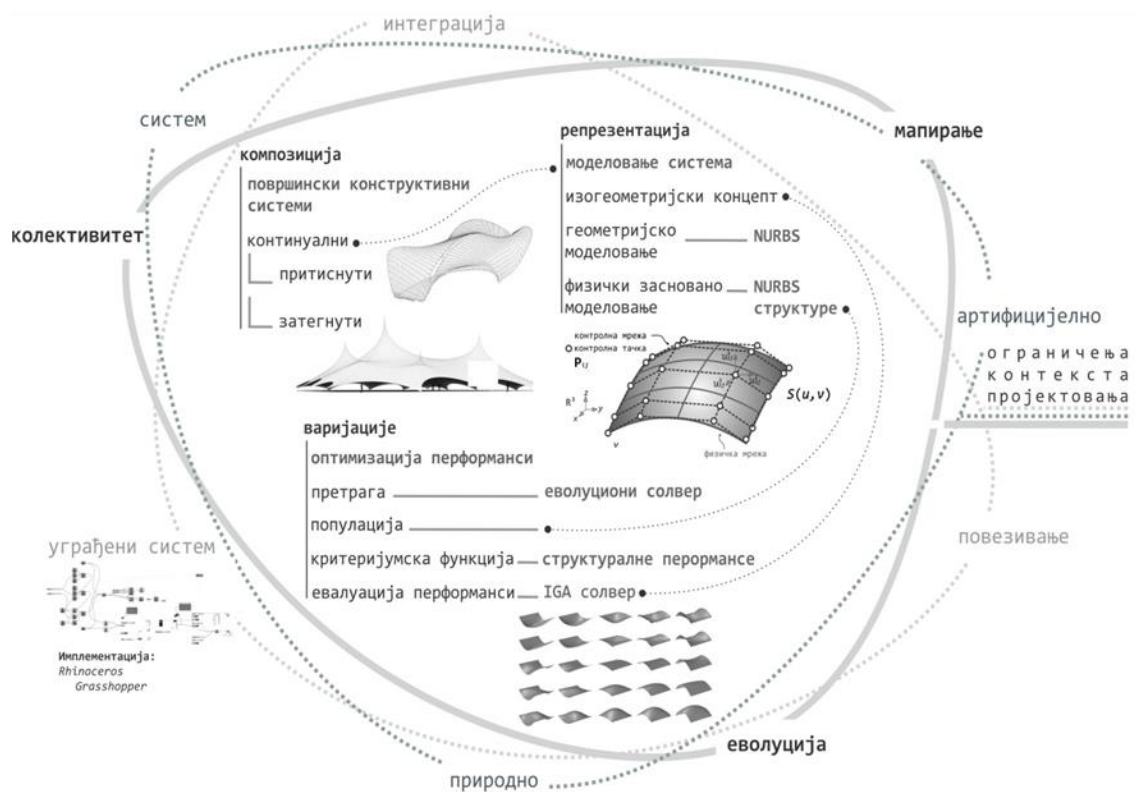 интеграција
систем
мапирање
колективитет
композиција
површински конструктивни
системи
континуални
притиснути
затегнути
репрезентација
моделовање система
изогеометријски концепт
геометријско NURBS
моделовање
физички засновано NURBS
моделовање структуре
контролна мрежа
контролна тачка
Pij
R³ z y x
S(u,v)
v
физичка мрежа
артифицијелно
ограничења
контекста
пројектовања
варијације
оптимизација перформанси
претрага еволуциони солвер
популација
критеријумска функција структуралне перормансе
евалуација перформанси IGA солвер
повезивање
уграђени систем
Имплементација:
Rhinoceros
Grasshopper
еволуција
природно